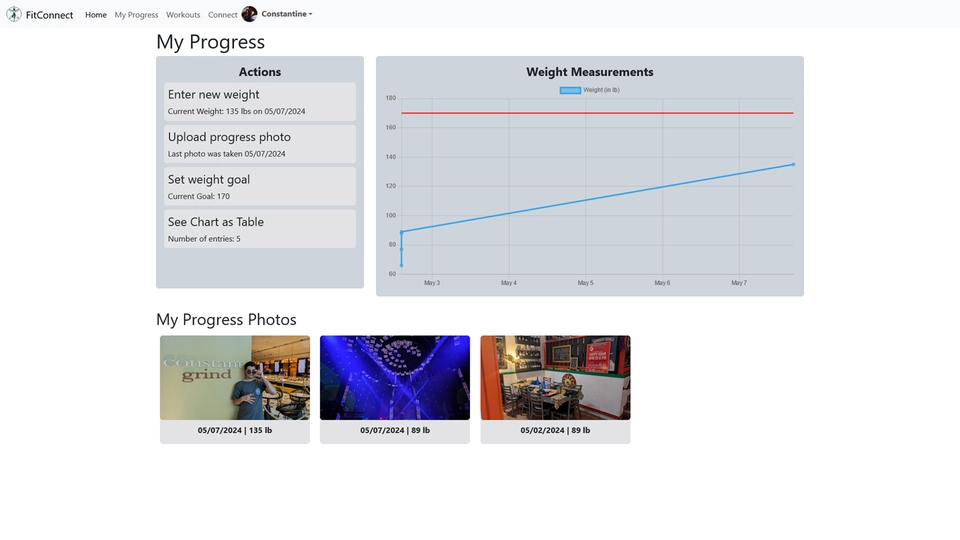 FitConnect
Home
My Progress
Workouts
Connect
Constantine
My Progress
Actions
Enter new weight
Current Weight: 135 lbs on 05/07/2024
Upload progress photo
Last photo was taken 05/07/2024
Set weight goal
Current Goal: 170
See Chart as Table
Number of entries: 5
Weight Measurements
Weight (in lb)
180
160
140
120
100
80
60
May 3
May 4
May 5
May 6
May 7
My Progress Photos
constant
grind
05/07/2024 | 135 lb
05/07/2024 | 89 lb
05/02/2024 | 89 lb